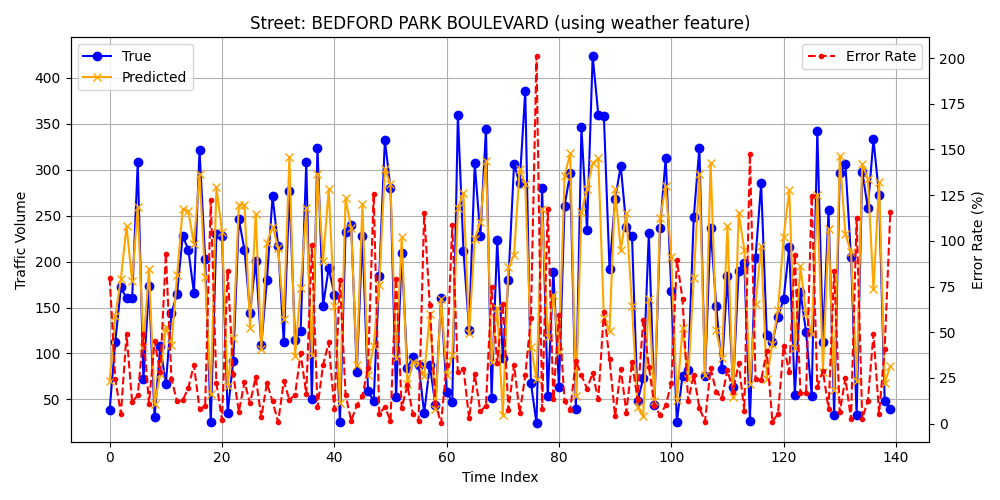 Street: BEDFORD PARK BOULEVARD (using weather feature)
True
Predicted
Error Rate
Traffic Volume
400
350
300
250
200
150
100
50
200
175
150
125
100
75
50
25
0
Error Rate (%)
0 20 40 60 80 100 120 140
Time Index